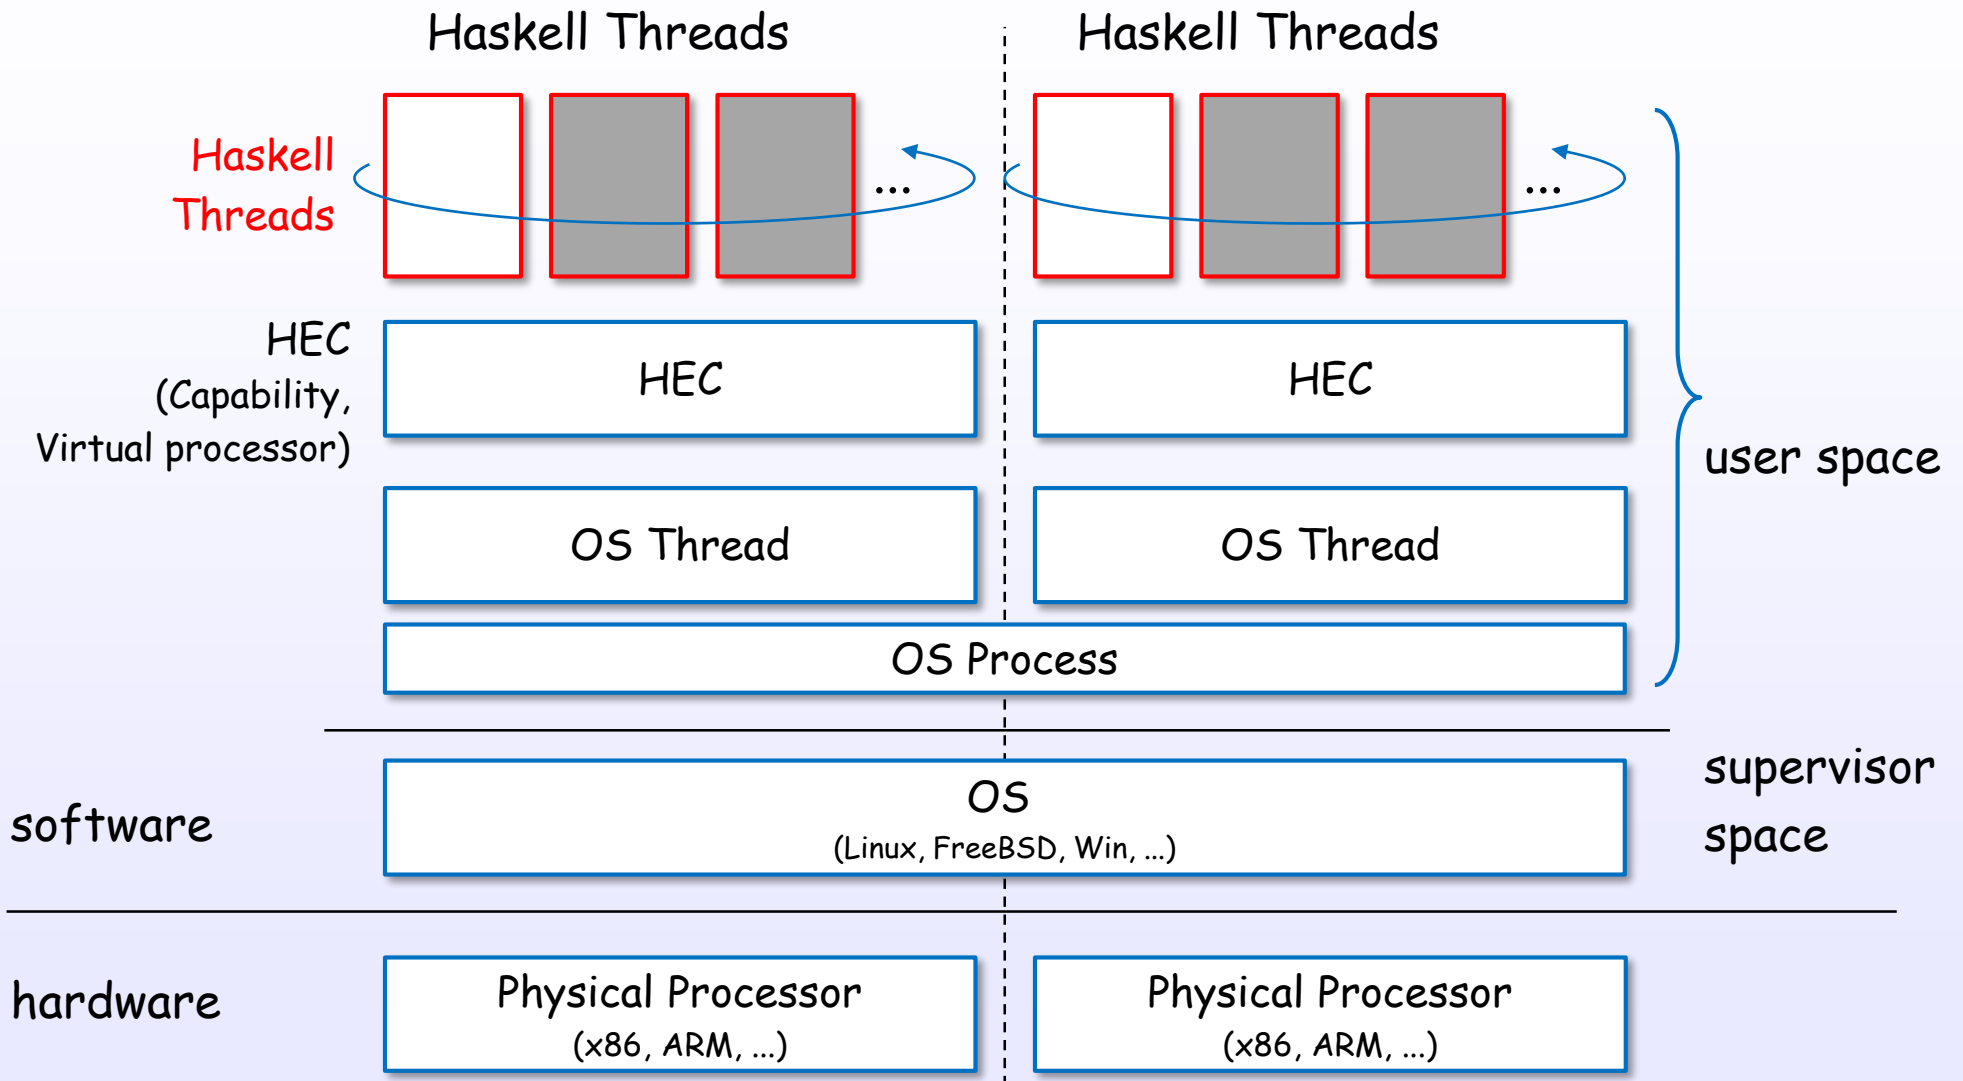 Haskell Threads
Haskell Threads
Haskell
Threads
...
...
HEC
(Capability,
Virtual processor)
HEC
HEC
user space
OS Thread
OS Thread
OS Process
supervisor
space
software
OS
(Linux, FreeBSD, Win, ...)
hardware
Physical Processor
(x86, ARM, ...)
Physical Processor
(x86, ARM, ...)